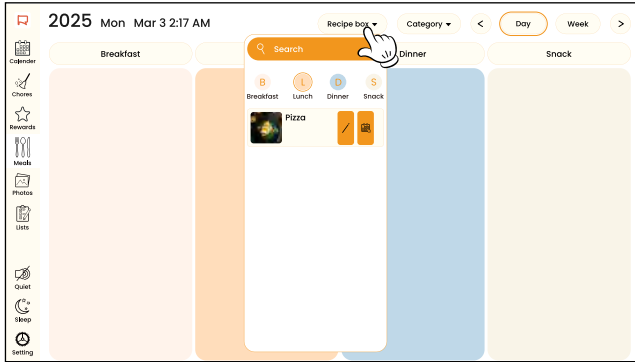 2025 Mon Mar 3 2:17 AM
Recipe box
Category
<
Day
Week
>
Calender
Chores
Rewards
Meals
Photos
Lists
Quiet
Sleep
Setting
Breakfast
Dinner
Snack
Search
B
L
D
S
Breakfast
Lunch
Dinner
Snack
Pizza